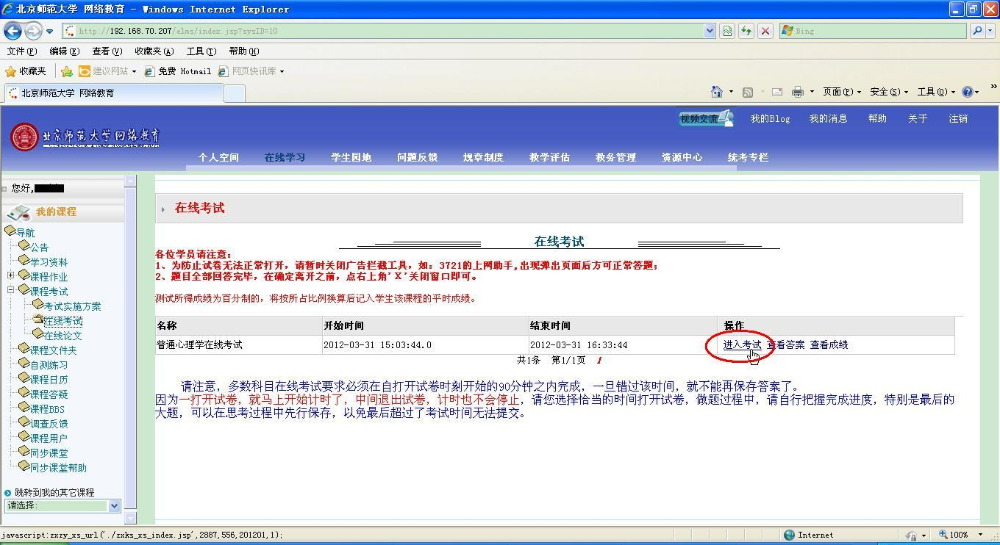 北京师范大学 网络教育 - Windows Internet Explorer
http://192.168.70.207/elms/index.jsp?sysID=10
Bing
文件(F) 编辑(E) 查看(V) 收藏夹(A) 工具(T) 帮助(H)
收藏夹 建议网站 免费 Hotmail 网页快讯库
北京师范大学 网络教育
页面(P) 安全(S) 工具(O)
视频交流 我的Blog 我的消息 帮助 关于 注销
北京师范大学网络教育
个人空间 在线学习 学生园地 问题反馈 规章制度 教学评估 教务管理 资源中心 统考专栏
您好,
我的课程
导航
公告
学习资料
课程作业
课程考试
考试实施方案
在线考试
在线论文
课程文件夹
自测练习
课程日历
课程答疑
课程BBS
调查反馈
课程用户
同步课堂
同步课堂帮助
跳转到我的其它课程
请选择:
在线考试
在线考试
各位学员请注意：
1、为防止试卷无法正常打开，请暂时关闭广告拦截工具，如：3721的上网助手,出现弹出页面后方可正常答题；
2、题目全部回答完毕，在确定离开之前，点右上角'X'关闭窗口即可。
测试所得成绩为百分制的，将按所占比例换算后记入学生该课程的平时成绩。
名称 开始时间 结束时间 操作
普通心理学在线考试 2012-03-31 15:03:44.0 2012-03-31 16:33:44 进入考试 查看答案 查看成绩
共1条 第1/1页 1
请注意，多数科目在线考试要求必须在自打开试卷时刻开始的90分钟之内完成，一旦错过该时间，就不能再保存答案了。
因为一打开试卷，就马上开始计时了，中间退出试卷，计时也不会停止，请您选择恰当的时间打开试卷，做题过程中，请自行把握完成进度，特别是最后的
大题，可以在思考过程中先行保存，以免最后超过了考试时间无法提交。
javascript:zxzy_xs_url('./zxks_xs_index.jsp',2887,556,201201,1);
Internet
100%